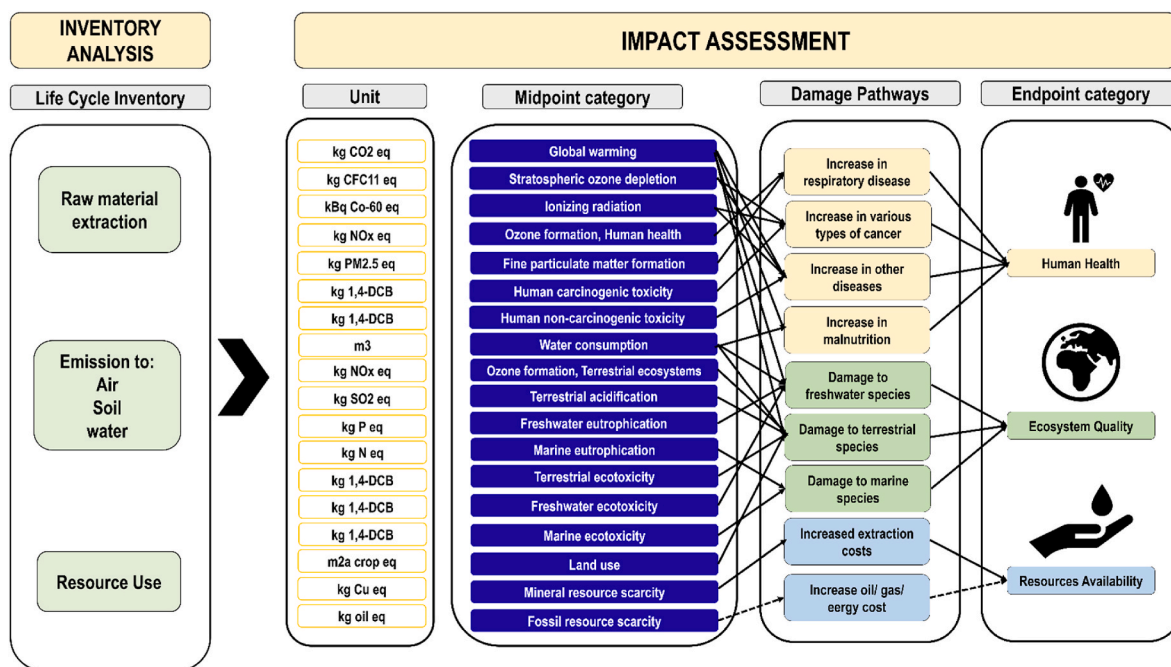 INVENTORY
ANALYSIS
IMPACT ASSESSMENT
Life Cycle Inventory
Unit
Midpoint category
Damage Pathways
Endpoint category
Raw material
extraction
Emission to:
Air
Soil
water
Resource Use
kg CO2 eq
kg CFC11 eq
kBq Co-60 eq
kg NOx eq
kg PM2.5 eq
kg 1,4-DCB
kg 1,4-DCB
m3
kg NOx eq
kg SO2 eq
kg P eq
kg N eq
kg 1,4-DCB
kg 1,4-DCB
kg 1,4-DCB
m2a crop eq
kg Cu eq
kg oil eq
Global warming
Stratospheric ozone depletion
Ionizing radiation
Ozone formation, Human health
Fine particulate matter formation
Human carcinogenic toxicity
Human non-carcinogenic toxicity
Water consumption
Ozone formation, Terrestrial ecosystems
Terrestrial acidification
Freshwater eutrophication
Marine eutrophication
Terrestrial ecotoxicity
Freshwater ecotoxicity
Marine ecotoxicity
Land use
Mineral resource scarcity
Fossil resource scarcity
Increase in
respiratory disease
Increase in various
types of cancer
Increase in other
diseases
Increase in
malnutrition
Damage to
freshwater species
Damage to terrestrial
species
Damage to marine
species
Increased extraction
costs
Increase oil/ gas/
eergy cost
Human Health
Ecosystem Quality
Resources Availability